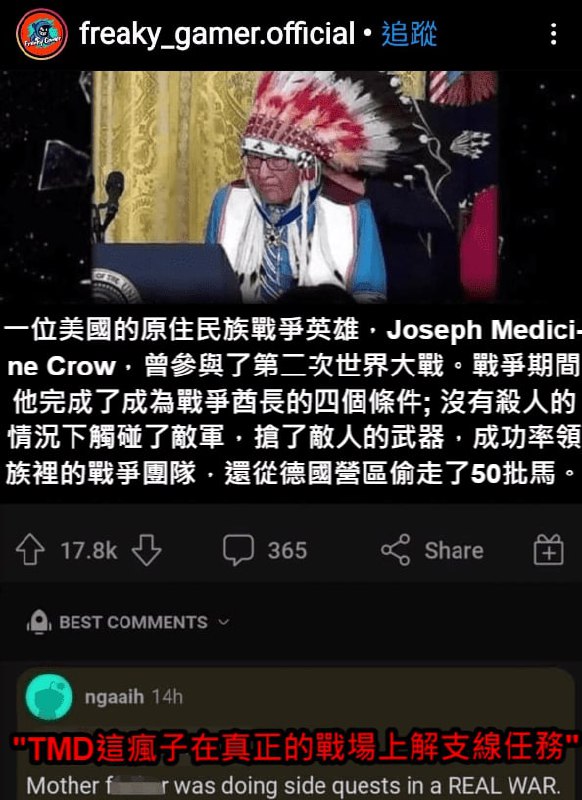 freaky_gamer.official • 追蹤
一位美國的原住民族戰爭英雄，Joseph Medici-
ne Crow，曾參與了第二次世界大戰。戰爭期間
他完成了成為戰爭酋長的四個條件; 沒有殺人的
情況下觸碰了敵軍，搶了敵人的武器，成功率領
族裡的戰爭團隊，還從德國營區偷走了50批馬。
17.8k
365
Share
BEST COMMENTS
ngaaih 14h
"TMD這瘋子在真正的戰場上解支線任務"
Mother f r was doing side quests in a REAL WAR.